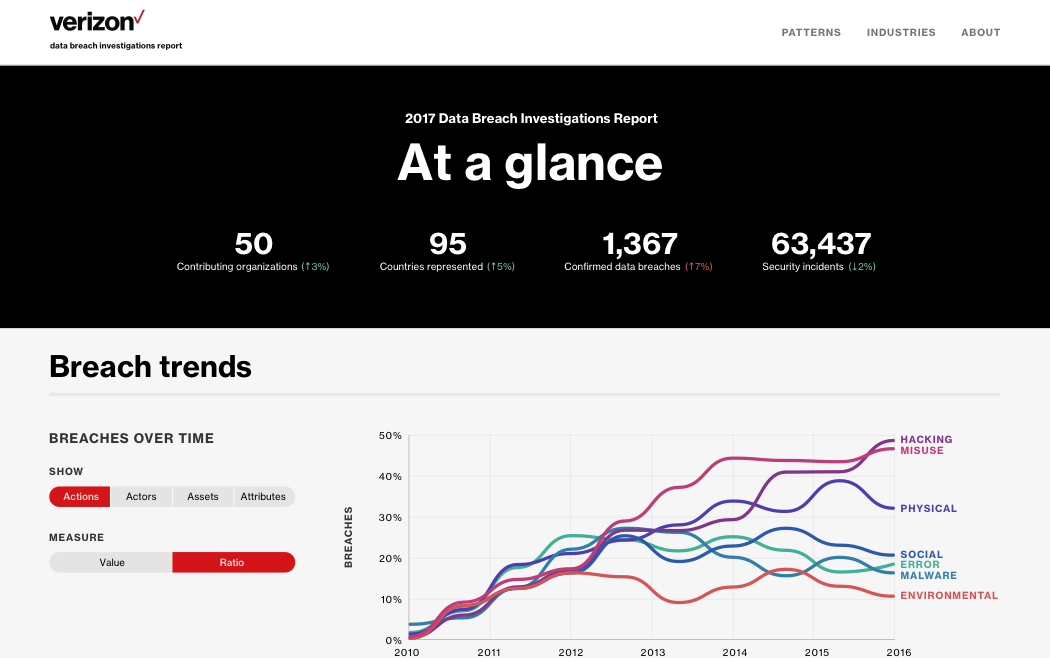 verizon✓
data breach investigations report
PATTERNS INDUSTRIES ABOUT
2017 Data Breach Investigations Report
At a glance
50 95 1,367 63,437
Contributing organizations (↑3%) Countries represented (↑5%) Confirmed data breaches (↑7%) Security incidents (↓2%)
Breach trends
BREACHES OVER TIME
SHOW
Actions Actors Assets Attributes
MEASURE
Value Ratio
BREACHES
50%
40%
30%
20%
10%
0%
2010 2011 2012 2013 2014 2015 2016
HACKING
MISUSE
PHYSICAL
SOCIAL
ERROR
MALWARE
ENVIRONMENTAL